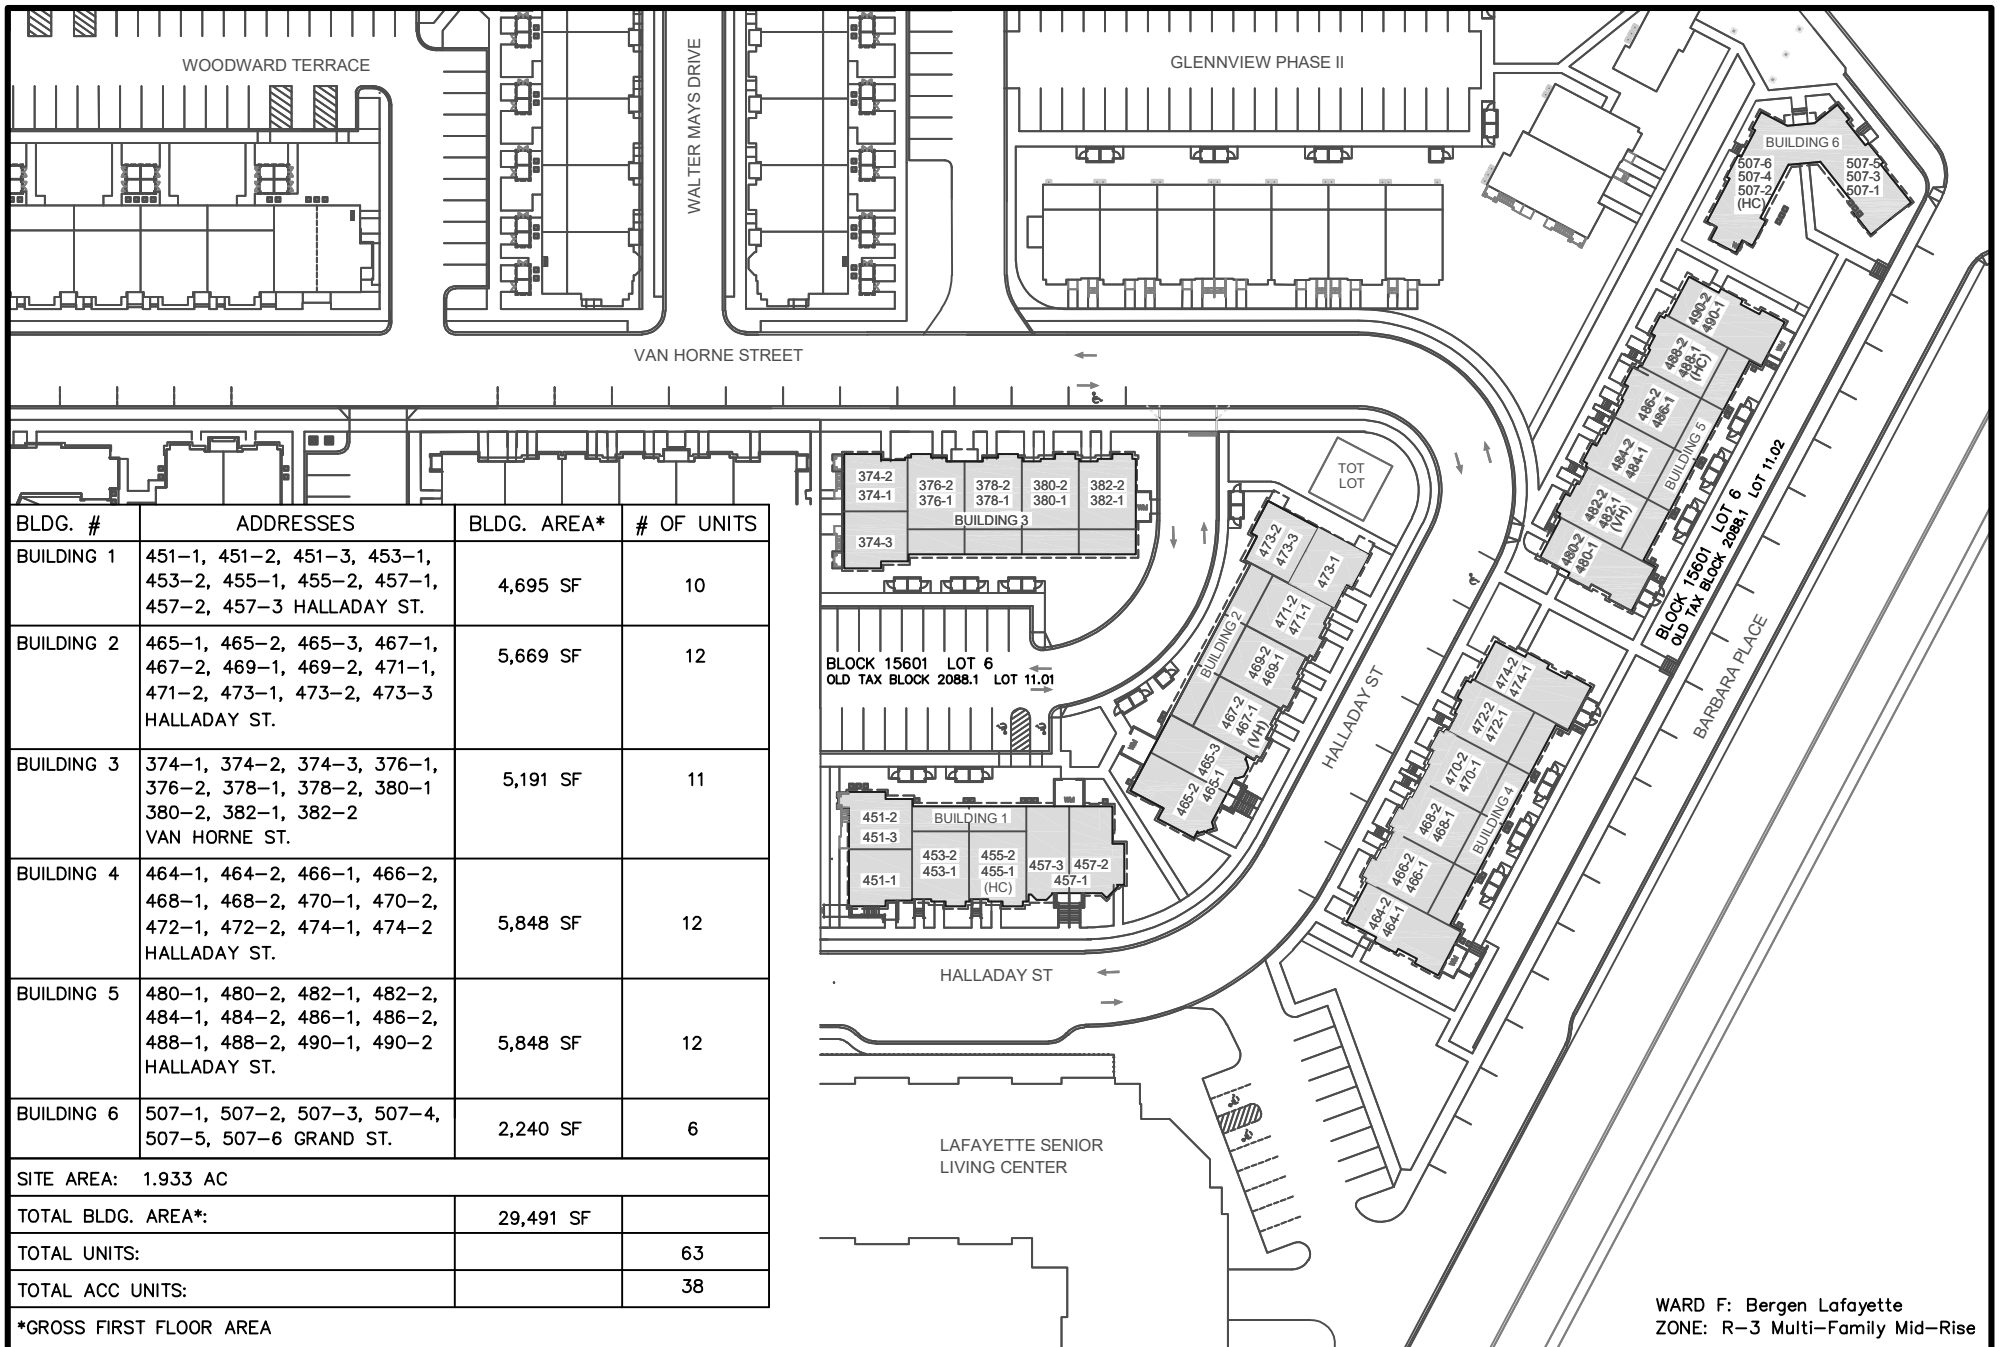 WOODWARD TERRACE
WALTER MAYS DRIVE
GLENNVIEW PHASE II
VAN HORNE STREET
BUILDING 6
507-6
507-4
507-2
(HC)
507-5
507-3
507-1
490-2
490-1
488-2
488-1
(HC)
486-2
486-1
484-2
484-1
482-2
482-1
(VH)
480-2
480-1
BUILDING 5
BLOCK 15601 LOT 6
OLD TAX BLOCK 2088.1 LOT 11.02
BARBARA PLACE
TOT
LOT
374-2
374-1
374-3
376-2
376-1
378-2
378-1
380-2
380-1
382-2
382-1
BUILDING 3
473-2
473-3
473-1
471-2
471-1
469-2
469-1
467-2
467-1
(VH)
465-3
465-2
465-1
BUILDING 2
HALLADAY ST
BLOCK 15601 LOT 6
OLD TAX BLOCK 2088.1 LOT 11.01
474-2
474-1
472-2
472-1
470-2
470-1
468-2
468-1
466-2
466-1
464-2
464-1
BUILDING 4
BUILDING 1
451-2
451-3
451-1
453-2
453-1
455-2
455-1
(HC)
457-3
457-2
457-1
HALLADAY ST
LAFAYETTE SENIOR
LIVING CENTER
BLDG. # ADDRESSES BLDG. AREA* # OF UNITS
BUILDING 1 451-1, 451-2, 451-3, 453-1,
453-2, 455-1, 455-2, 457-1,
457-2, 457-3 HALLADAY ST.
4,695 SF 10
BUILDING 2 465-1, 465-2, 465-3, 467-1,
467-2, 469-1, 469-2, 471-1,
471-2, 473-1, 473-2, 473-3
HALLADAY ST.
5,669 SF 12
BUILDING 3 374-1, 374-2, 374-3, 376-1,
376-2, 378-1, 378-2, 380-1
380-2, 382-1, 382-2
VAN HORNE ST.
5,191 SF 11
BUILDING 4 464-1, 464-2, 466-1, 466-2,
468-1, 468-2, 470-1, 470-2,
472-1, 472-2, 474-1, 474-2
HALLADAY ST.
5,848 SF 12
BUILDING 5 480-1, 480-2, 482-1, 482-2,
484-1, 484-2, 486-1, 486-2,
488-1, 488-2, 490-1, 490-2
HALLADAY ST.
5,848 SF 12
BUILDING 6 507-1, 507-2, 507-3, 507-4,
507-5, 507-6 GRAND ST.
2,240 SF 6
SITE AREA: 1.933 AC
TOTAL BLDG. AREA*: 29,491 SF
TOTAL UNITS: 63
TOTAL ACC UNITS: 38
*GROSS FIRST FLOOR AREA
WARD F: Bergen Lafayette
ZONE: R-3 Multi-Family Mid-Rise